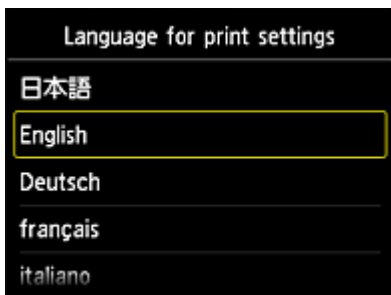 Language for print settings
日本語
English
Deutsch
français
italiano